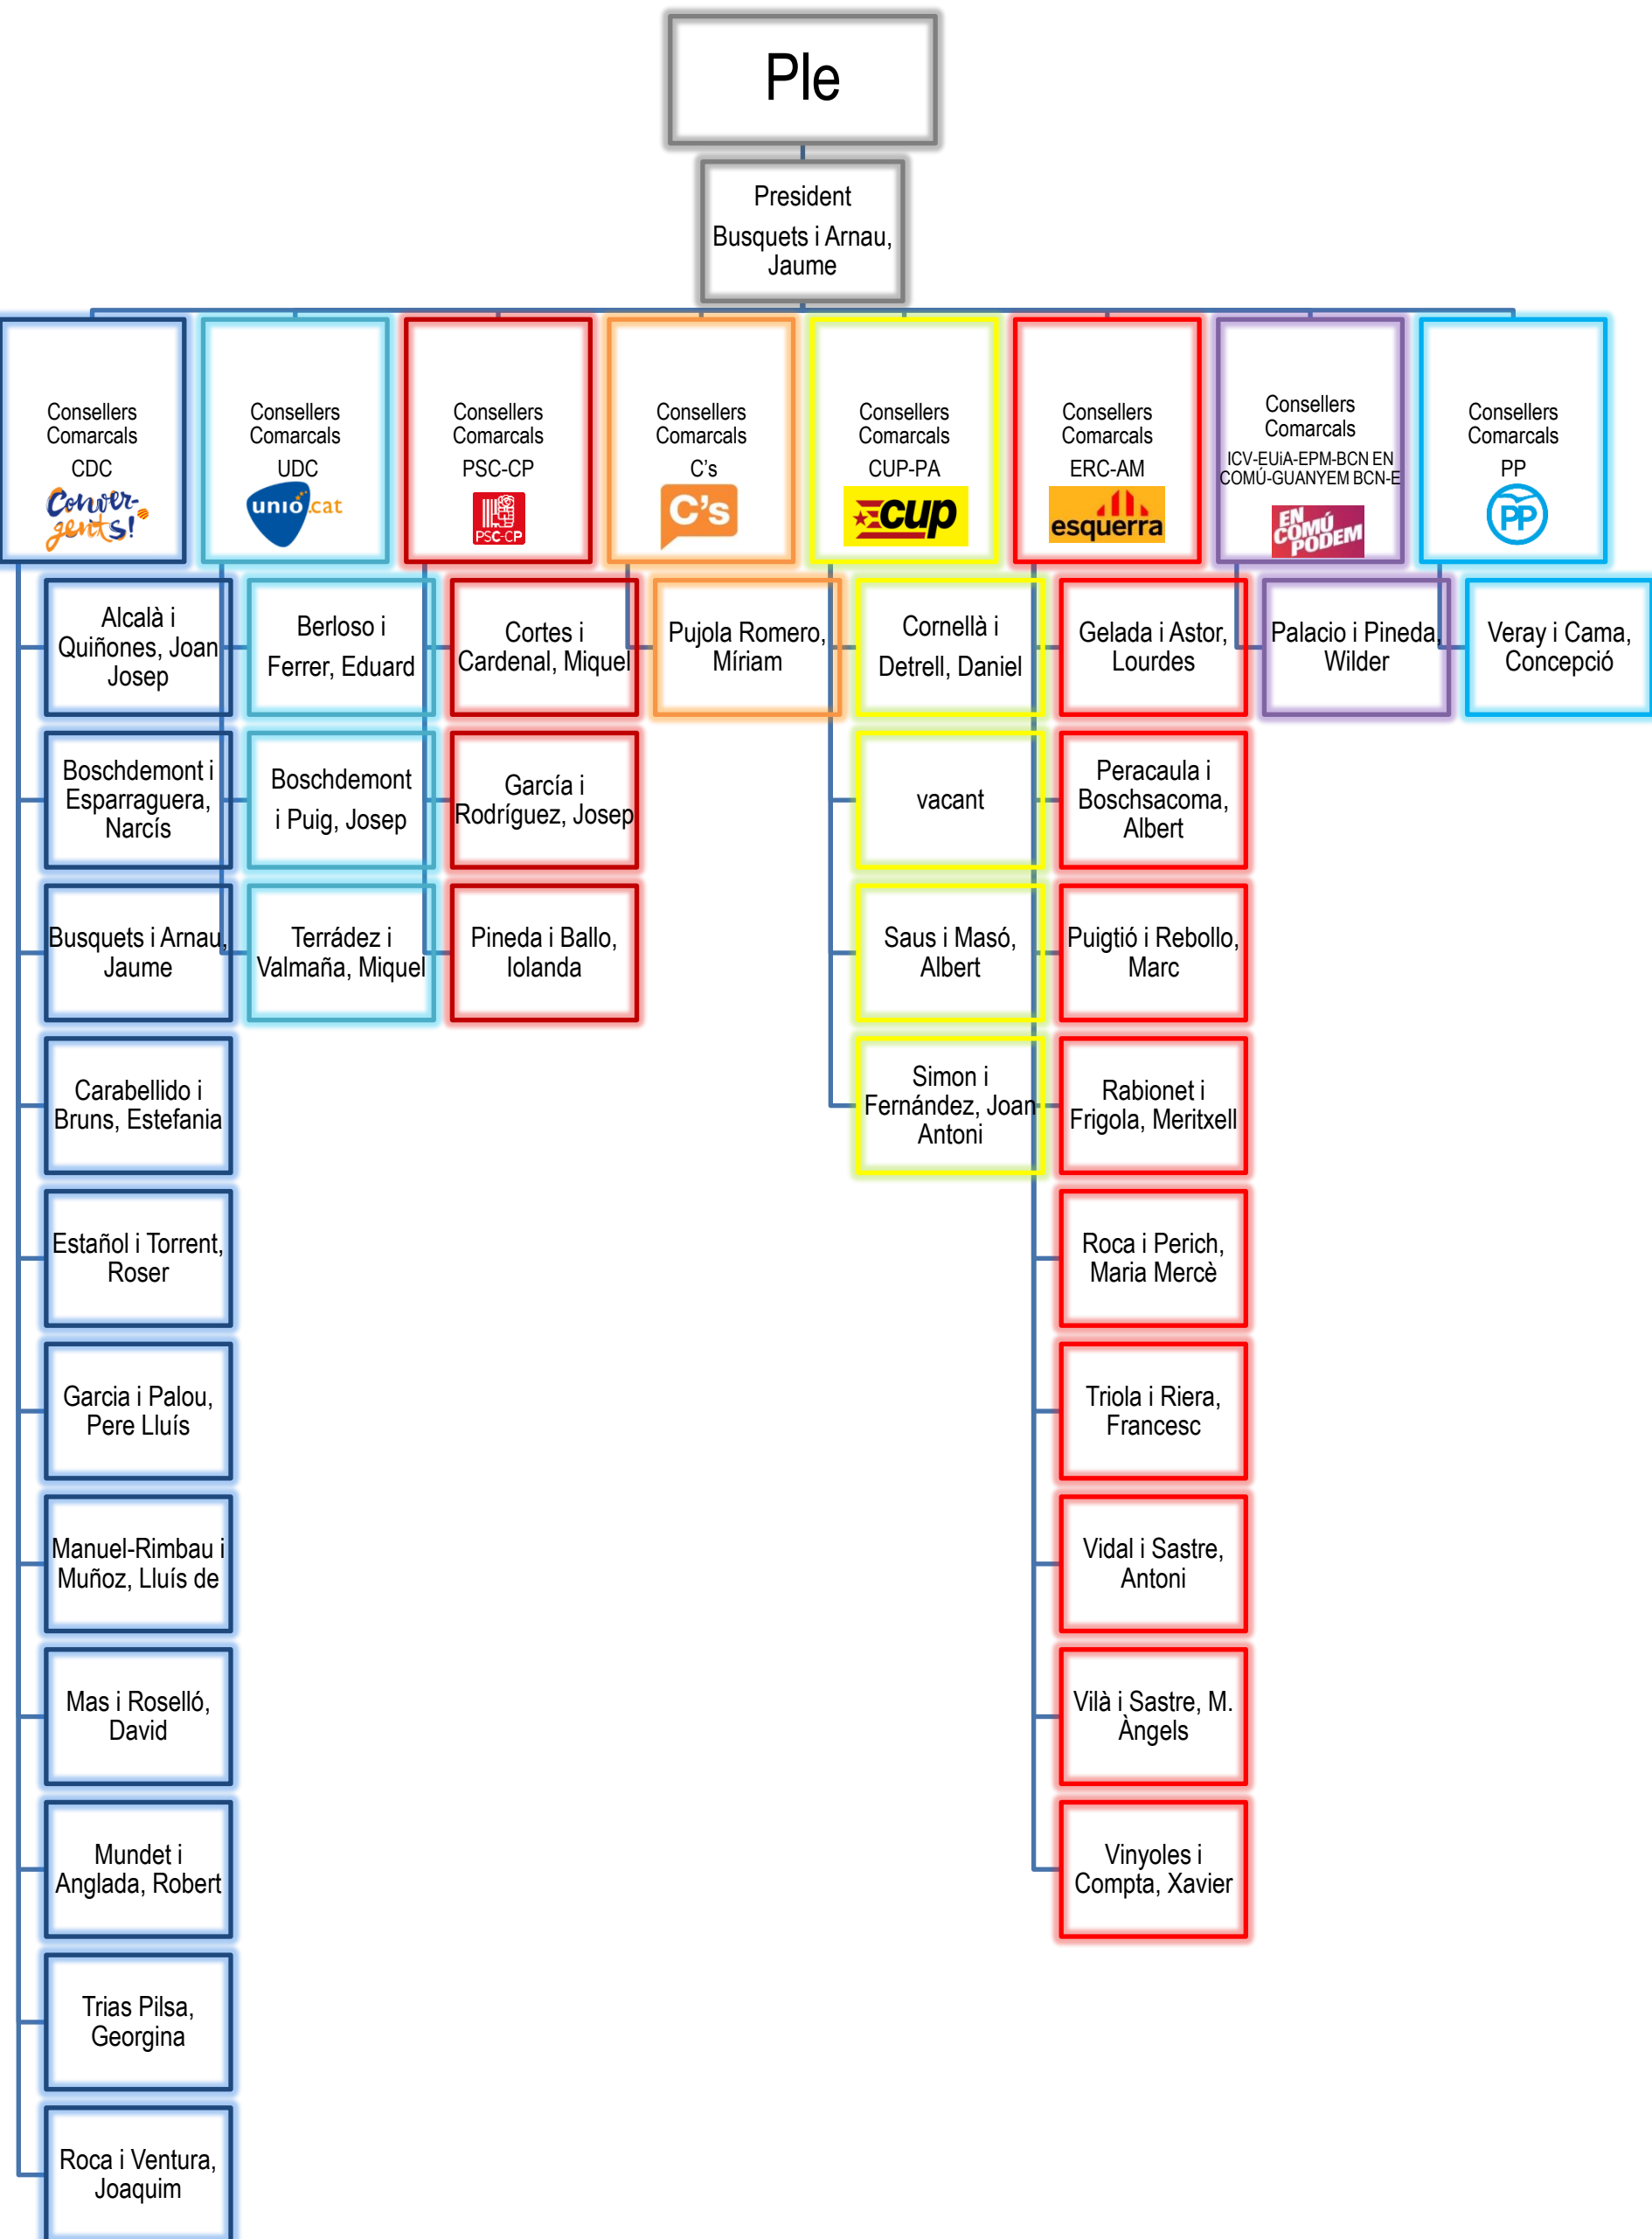 Ple
President
Busquets i Arnau,
Jaume
Consellers
Comarcals
CDC
Conver-
gents!
Consellers
Comarcals
UDC
unió.cat
Consellers
Comarcals
PSC-CP
PSC-CP
Consellers
Comarcals
C's
C's
Consellers
Comarcals
CUP-PA
cup
Consellers
Comarcals
ERC-AM
esquerra
Consellers
Comarcals
ICV-EUiA-EPM-BCN EN
COMÚ-GUANYEM BCN-E
EN
COMÚ
PODEM
Consellers
Comarcals
PP
PP
Alcalà i
Quiñones, Joan
Josep
Boschdemont i
Esparraguera,
Narcís
Busquets i Arnau,
Jaume
Carabellido i
Bruns, Estefania
Estañol i Torrent,
Roser
Garcia i Palou,
Pere Lluís
Manuel-Rimbau i
Muñoz, Lluís de
Mas i Roselló,
David
Mundet i
Anglada, Robert
Trias Pilsa,
Georgina
Roca i Ventura,
Joaquim
Berloso i
Ferrer, Eduard
Boschdemont
i Puig, Josep
Terrádez i
Valmaña, Miquel
Cortes i
Cardenal, Miquel
García i
Rodríguez, Josep
Pineda i Ballo,
Iolanda
Pujola Romero,
Míriam
Cornellà i
Detrell, Daniel
vacant
Saus i Masó,
Albert
Simon i
Fernández, Joan
Antoni
Gelada i Astor,
Lourdes
Peracaula i
Boschsacoma,
Albert
Puigtió i Rebollo,
Marc
Rabionet i
Frigola, Meritxell
Roca i Perich,
Maria Mercè
Triola i Riera,
Francesc
Vidal i Sastre,
Antoni
Vilà i Sastre, M.
Àngels
Vinyoles i
Compta, Xavier
Palacio i Pineda,
Wilder
Veray i Cama,
Concepció